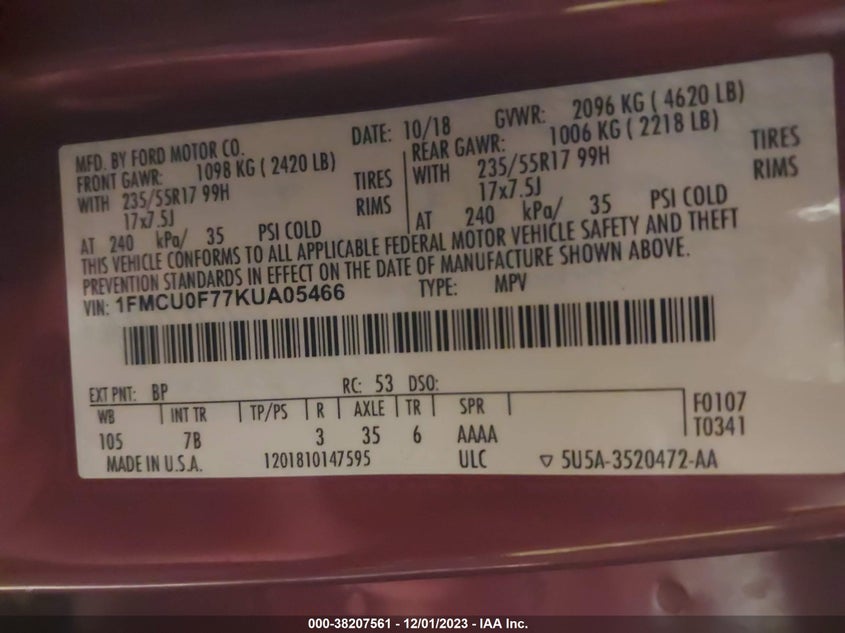 MFD. BY FORD MOTOR CO.
DATE: 10/18 GVWR: 2096 KG ( 4620 LB)
FRONT GAWR: 1098 KG ( 2420 LB)
WITH 235/55R17 99H TIRES
17x7.5J RIMS
AT 240 kPa/ 35 PSI COLD
REAR GAWR: 1006 KG ( 2218 LB)
WITH 235/55R17 99H TIRES
17x7.5J RIMS
AT 240 kPa/ 35 PSI COLD
THIS VEHICLE CONFORMS TO ALL APPLICABLE FEDERAL MOTOR VEHICLE SAFETY AND THEFT
PREVENTION STANDARDS IN EFFECT ON THE DATE OF MANUFACTURE SHOWN ABOVE.
VIN: 1FMCU0F77KUA05466 TYPE: MPV
EXT PNT: BP RC: 53 DSO:
WB INT TR TP/PS R AXLE TR SPR F0107
105 7B 3 35 6 AAAA T0341
MADE IN U.S.A. 1201810147595 ULC ▽ 5U5A-3520472-AA
000-38207561 - 12/01/2023 - IAA Inc.